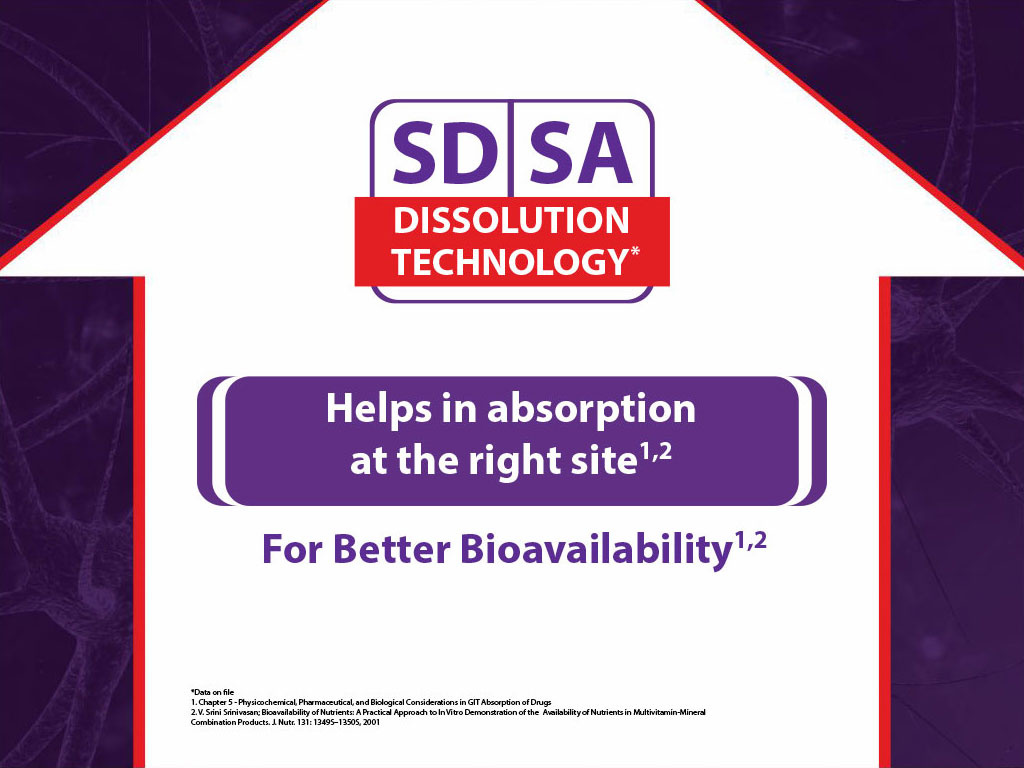 SD SA
DISSOLUTION
TECHNOLOGY*
Helps in absorption
at the right site1,2
For Better Bioavailability1,2
*Data on file
1. Chapter 5 - Physicochemical, Pharmaceutical, and Biological Considerations in GIT Absorption of Drugs
2. V. Srini Srinivasan; Bioavailability of Nutrients: A Practical Approach to In Vitro Demonstration of the Availability of Nutrients in Multivitamin-Mineral
Combination Products. J. Nutr. 131: 1349S–1350S, 2001